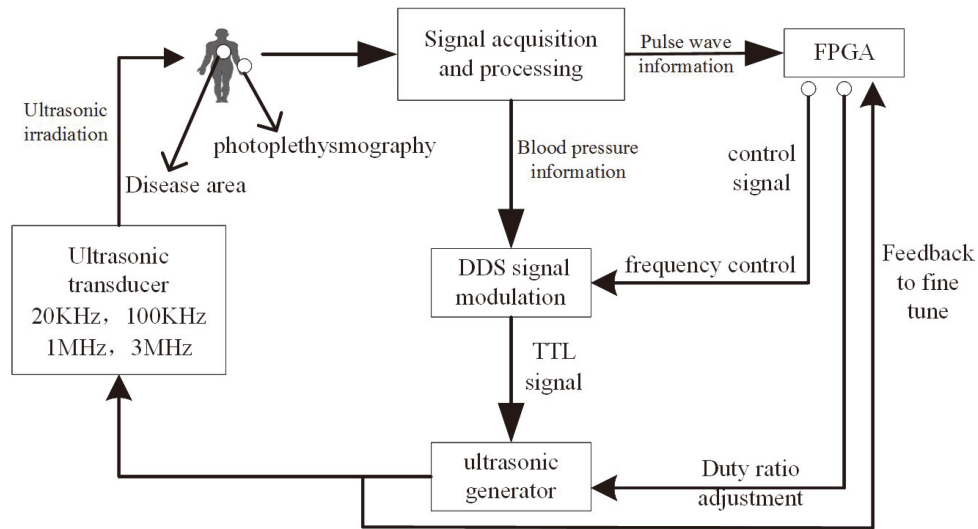 Signal acquisition
and processing
Pulse wave
information
FPGA
Ultrasonic
irradiation
photoplethysmography
Disease area
Blood pressure
information
control
signal
Ultrasonic
transducer
20KHz，100KHz
1MHz，3MHz
DDS signal
modulation
frequency control
Feedback
to fine
tune
TTL
signal
ultrasonic
generator
Duty ratio
adjustment